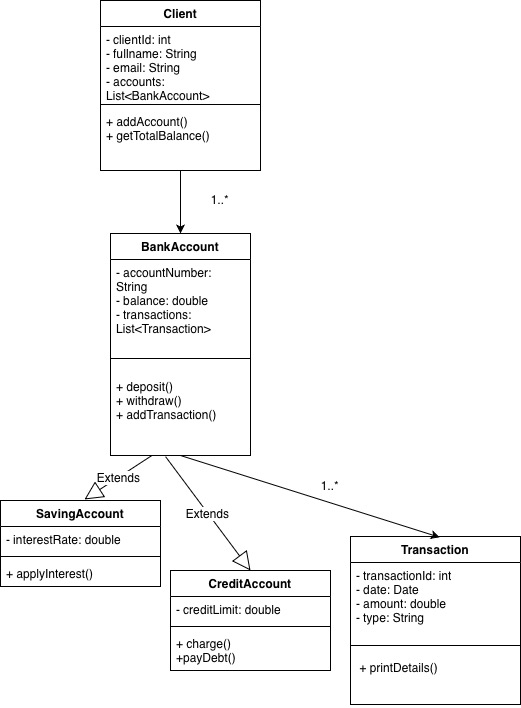 Client
- clientId: int
- fullname: String
- email: String
- accounts:
List<BankAccount>
+ addAccount()
+ getTotalBalance()
1..*
BankAccount
- accountNumber:
String
- balance: double
- transactions:
List<Transaction>
+ deposit()
+ withdraw()
+ addTransaction()
Extends
Extends
1..*
SavingAccount
- interestRate: double
+ applyInterest()
CreditAccount
- creditLimit: double
+ charge()
+payDebt()
Transaction
- transactionId: int
- date: Date
- amount: double
- type: String
+ printDetails()